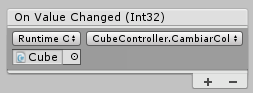 On Value Changed (Int32)
Runtime O CubeController.CambiarCol
Cube